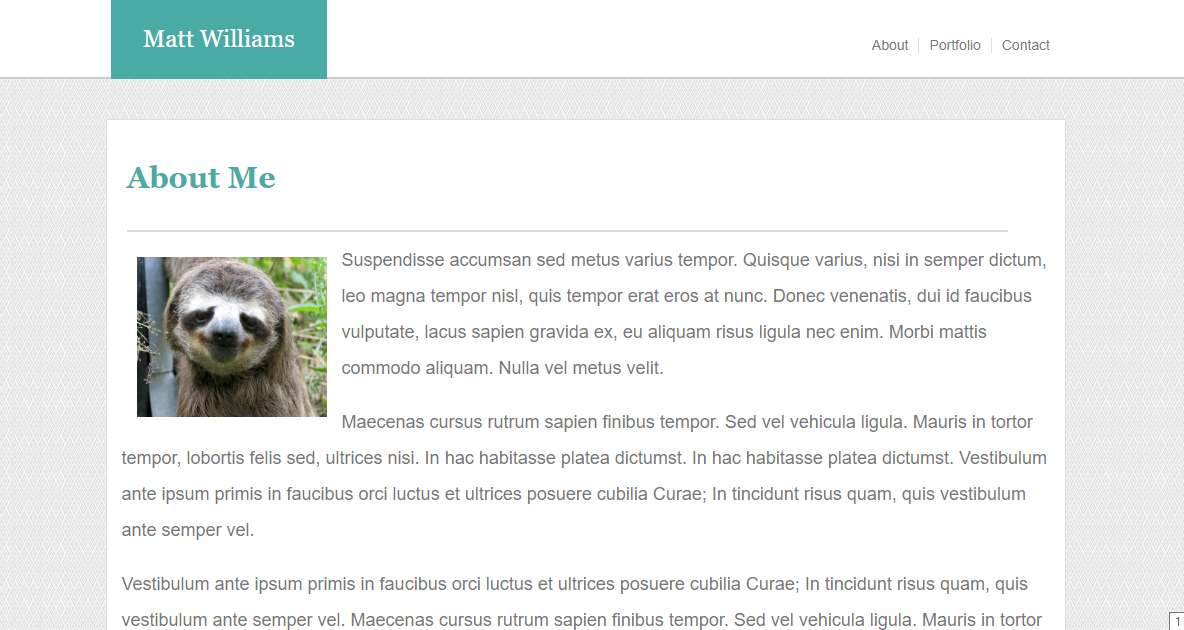 Matt Williams
About
Portfolio
Contact
About Me
Suspendisse accumsan sed metus varius tempor. Quisque varius, nisi in semper dictum,
leo magna tempor nisl, quis tempor erat eros at nunc. Donec venenatis, dui id faucibus
vulputate, lacus sapien gravida ex, eu aliquam risus ligula nec enim. Morbi mattis
commodo aliquam. Nulla vel metus velit.
Maecenas cursus rutrum sapien finibus tempor. Sed vel vehicula ligula. Mauris in tortor
tempor, lobortis felis sed, ultrices nisi. In hac habitasse platea dictumst. In hac habitasse platea dictumst. Vestibulum
ante ipsum primis in faucibus orci luctus et ultrices posuere cubilia Curae; In tincidunt risus quam, quis vestibulum
ante semper vel.
Vestibulum ante ipsum primis in faucibus orci luctus et ultrices posuere cubilia Curae; In tincidunt risus quam, quis
vestibulum ante semper vel. Maecenas cursus rutrum sapien finibus tempor. Sed vel vehicula ligula. Mauris in tortor
1